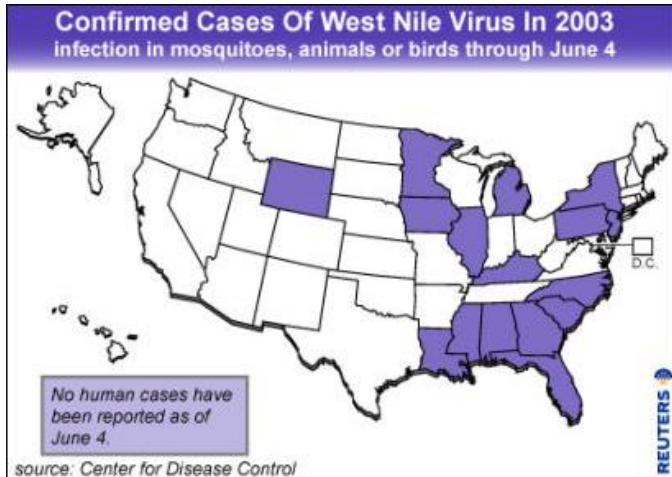 Confirmed Cases Of West Nile Virus In 2003
infection in mosquitoes, animals or birds through June 4
D.C.
No human cases have
been reported as of
June 4.
REUTERS
source: Center for Disease Control